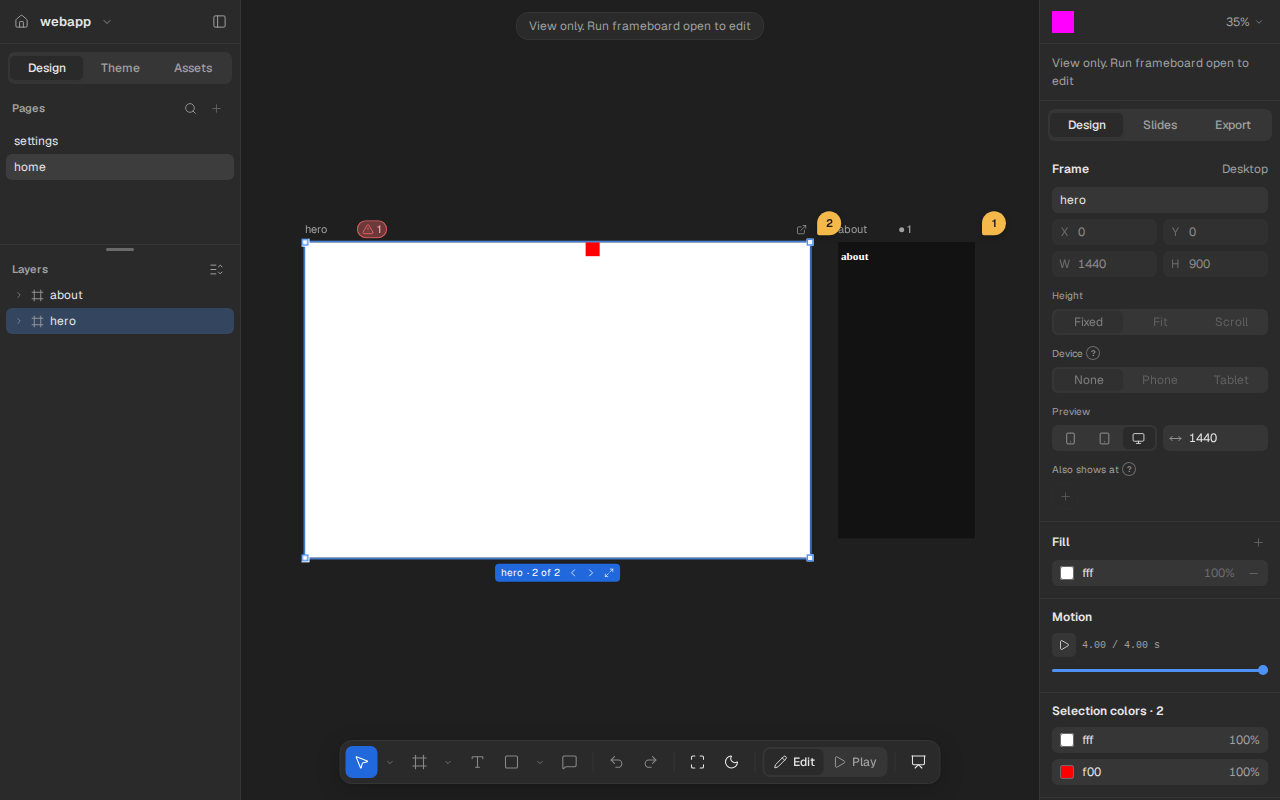 webapp
View only. Run frameboard open to edit
35%
View only. Run frameboard open to edit
Design
Theme
Assets
Pages
settings
home
Layers
about
hero
hero
1
2
about
1
1
about
hero · 2 of 2
Edit
Play
Design
Slides
Export
Frame
Desktop
hero
X 0
Y 0
W 1440
H 900
Height
Fixed
Fit
Scroll
Device ?
None
Phone
Tablet
Preview
1440
Also shows at ?
Fill
fff
100%
Motion
4.00 / 4.00 s
Selection colors · 2
fff
100%
f00
100%